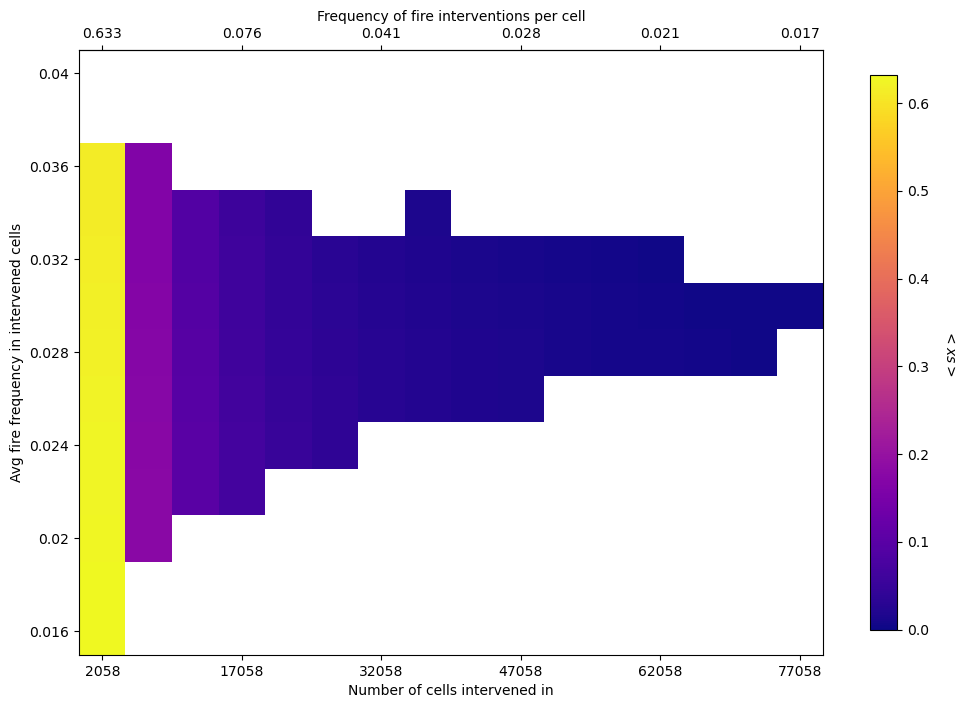 Frequency of fire interventions per cell
0.633 0.076 0.041 0.028 0.021 0.017
0.04
0.036
0.032
0.028
0.024
0.02
0.016
Avg fire frequency in intervened cells
2058 17058 32058 47058 62058 77058
Number of cells intervened in
0.6
0.5
0.4
0.3
0.2
0.1
0.0
< sx >